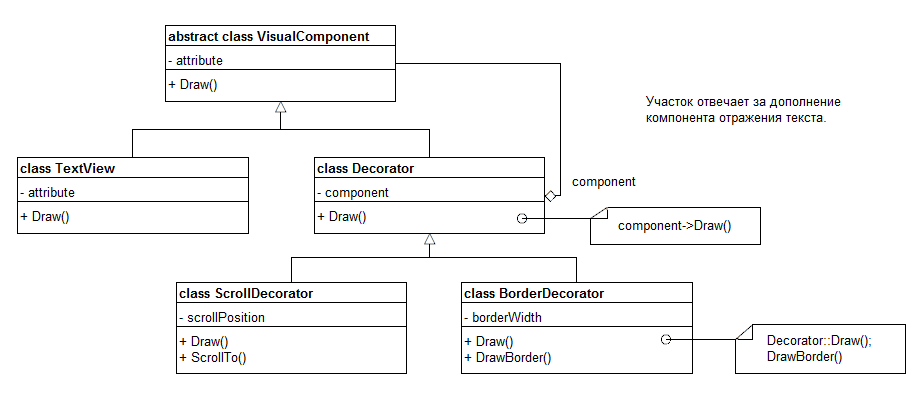 abstract class VisualComponent
- attribute
+ Draw()
Участок отвечает за дополнение
компонента отражения текста.
class TextView
- attribute
+ Draw()
class Decorator
- component
+ Draw()
component
component->Draw()
class ScrollDecorator
- scrollPosition
+ Draw()
+ ScrollTo()
class BorderDecorator
- borderWidth
+ Draw()
+ DrawBorder()
Decorator::Draw();
DrawBorder()